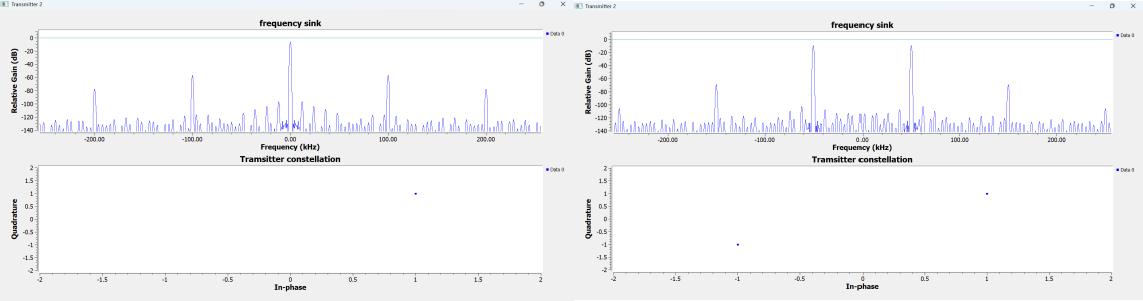 Transmitter 2
frequency sink
Relative Gain (dB)
0
-20
-40
-60
-80
-100
-120
-140
-200.00 -100.00 0.00 100.00 200.00
Frequency (kHz)
Data 0
Transitter constellation
Quadrature
2
1.5
1
0.5
0
-0.5
-1
-1.5
-2
-2 -1.5 -1 -0.5 0 0.5 1 1.5 2
In-phase
Data 0
Transmitter 2
frequency sink
Relative Gain (dB)
0
-20
-40
-60
-80
-100
-120
-140
-200.00 -100.00 0.00 100.00 200.00
Frequency (kHz)
Data 0
Tramsitter constellation
Quadrature
2
1.5
1
0.5
0
-0.5
-1
-1.5
-2
-2 -1.5 -1 -0.5 0 0.5 1 1.5 2
In-phase
Data 0